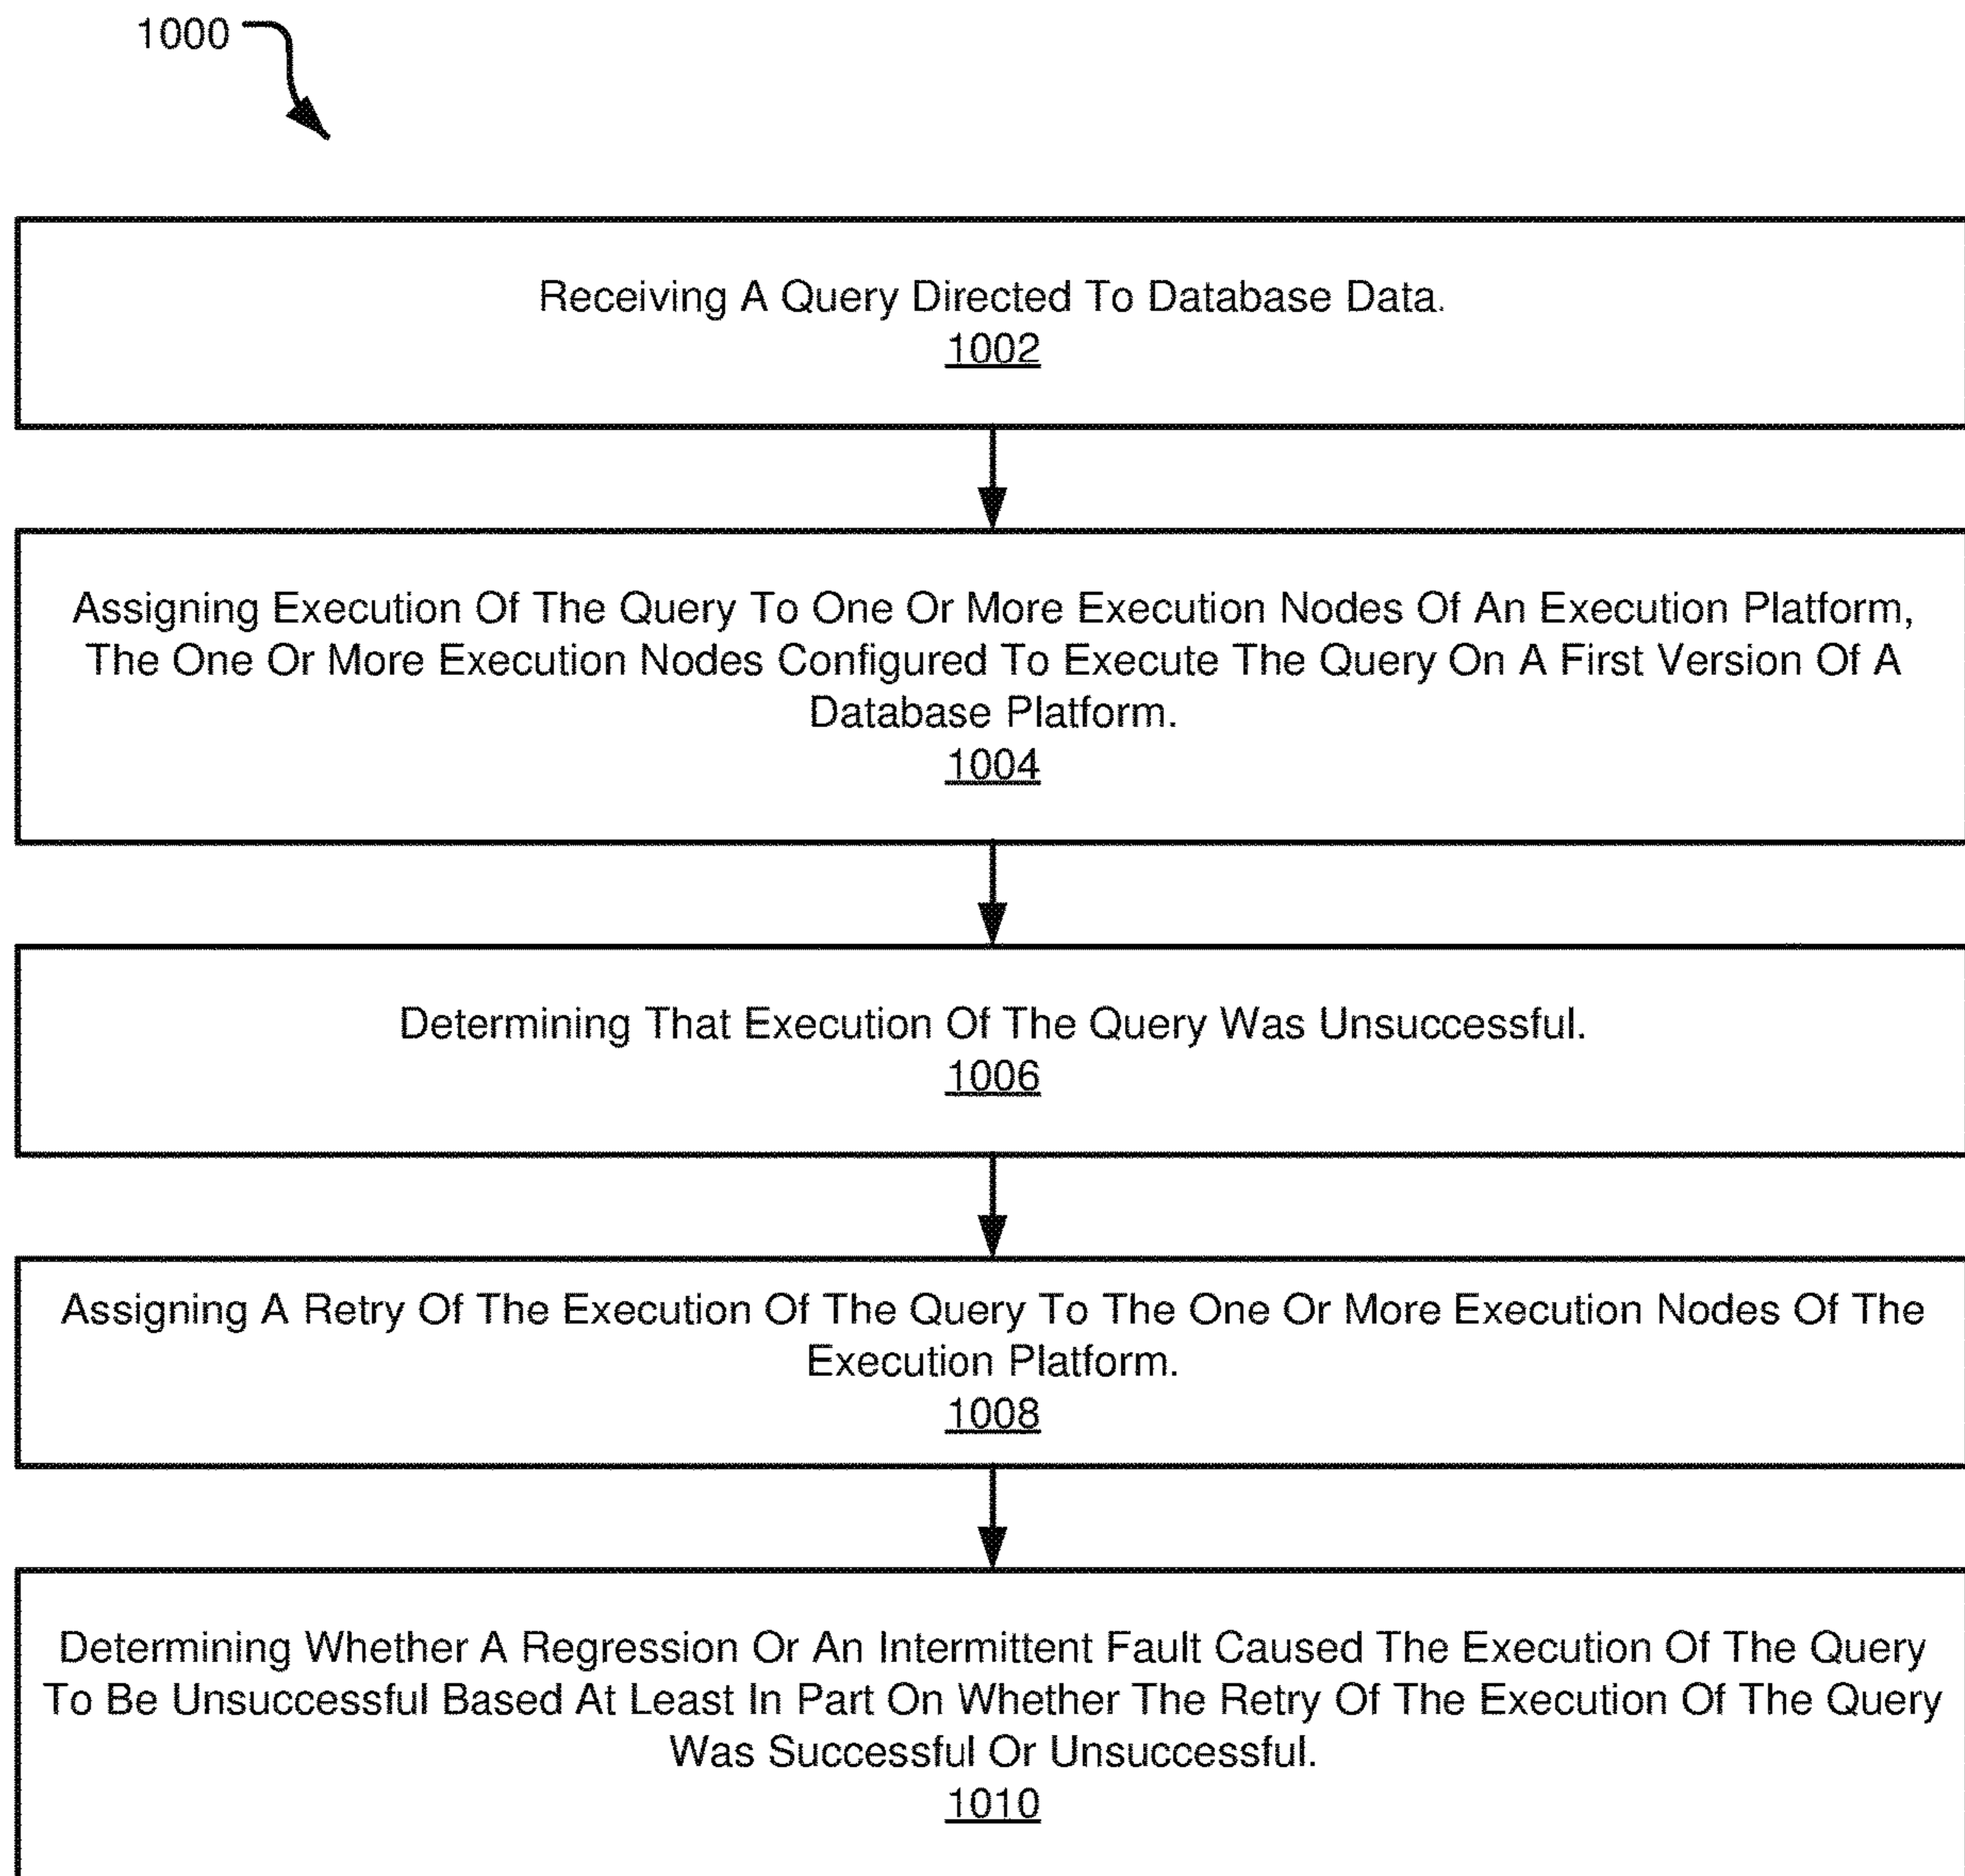 1000
Receiving A Query Directed To Database Data.
1002
Assigning Execution Of The Query To One Or More Execution Nodes Of An Execution Platform,
The One Or More Execution Nodes Configured To Execute The Query On A First Version Of A
Database Platform.
1004
Determining That Execution Of The Query Was Unsuccessful.
1006
Assigning A Retry Of The Execution Of The Query To The One Or More Execution Nodes Of The
Execution Platform.
1008
Determining Whether A Regression Or An Intermittent Fault Caused The Execution Of The Query
To Be Unsuccessful Based At Least In Part On Whether The Retry Of The Execution Of The Query
Was Successful Or Unsuccessful.
1010